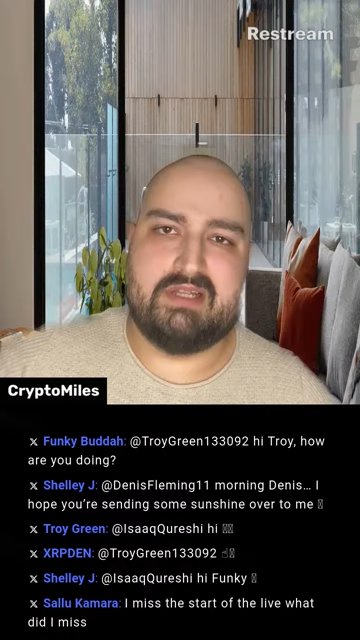 Restream
CryptoMiles
𝕏 Funky Buddah: @TroyGreen133092 hi Troy, how
are you doing?
𝕏 Shelley J: @DenisFleming11 morning Denis... I
hope you're sending some sunshine over to me
𝕏 Troy Green: @IsaaqQureshi hi
𝕏 XRPDEN: @TroyGreen133092
𝕏 Shelley J: @IsaaqQureshi hi Funky
𝕏 Sallu Kamara: I miss the start of the live what
did I miss